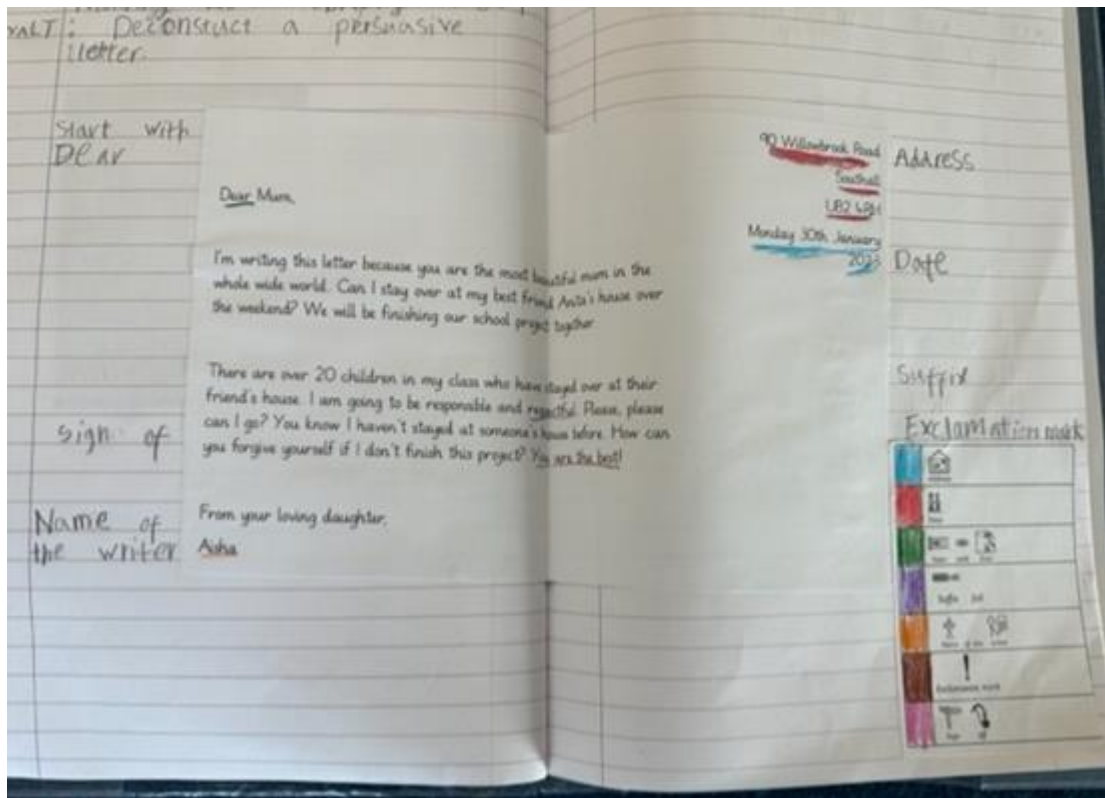 WALT: Deconstruct a persuasive
letter.
Start with
Dear
90 Willowbrook Road
Southall
UB2
Monday 30th January
2023
Address
Date
Dear Mum,
I'm writing this letter because you are the most beautiful mum in the
whole wide world. Can I stay over at my best friend Anita's house over
the weekend? We will be finishing our school project together
There are over 20 children in my class who have stayed over at their
friend's house. I am going to be responsible and respectful. Please, please
can I go? You know I haven't stayed at someone's house before. How can
you forgive yourself if I don't finish this project? You are the best!
Suffix
Exclamation mark
sign of
From your loving daughter,
Aisha
Name of
the writer
Exclamation mark